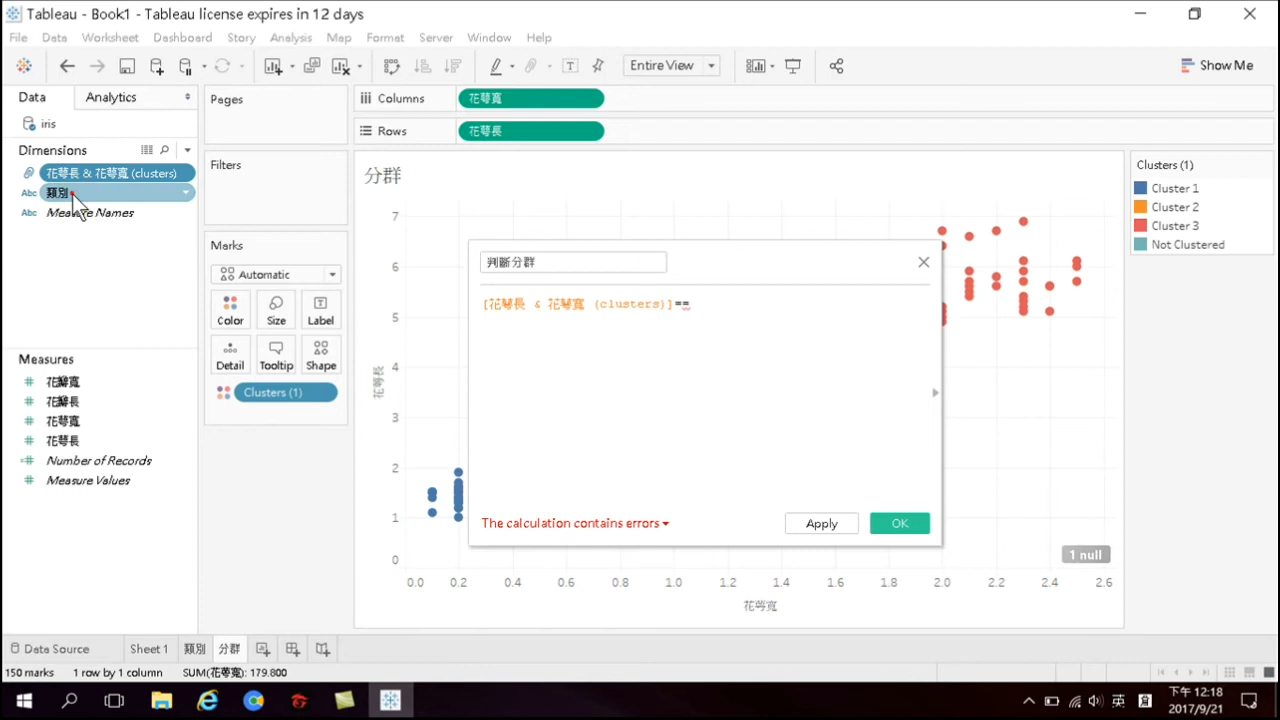 Tableau - Book1 - Tableau license expires in 12 days
File Data Worksheet Dashboard Story Analysis Map Format Server Window Help
Entire View
Show Me
Data Analytics
iris
Dimensions
花萼長 & 花萼寬 (clusters)
Abc 類別
Abc Measure Names
Measures
花瓣寬
花瓣長
花萼寬
花萼長
Number of Records
Measure Values
Pages
Filters
Marks
Automatic
Color Size Label
Detail Tooltip Shape
Clusters (1)
Columns 花萼寬
Rows 花萼長
分群
7
6
5
4
3
2
1
0
花萼長
0.0 0.2 0.4 0.6 0.8 1.0 1.2 1.4 1.6 1.8 2.0 2.2 2.4 2.6
花萼寬
1 null
判斷分群
[花萼長 & 花萼寬 (clusters)]==
The calculation contains errors
Apply OK
Clusters (1)
Cluster 1
Cluster 2
Cluster 3
Not Clustered
Data Source Sheet 1 類別 分群
150 marks 1 row by 1 column SUM(花萼寬): 179.800
英
下午 12:18
2017/9/21